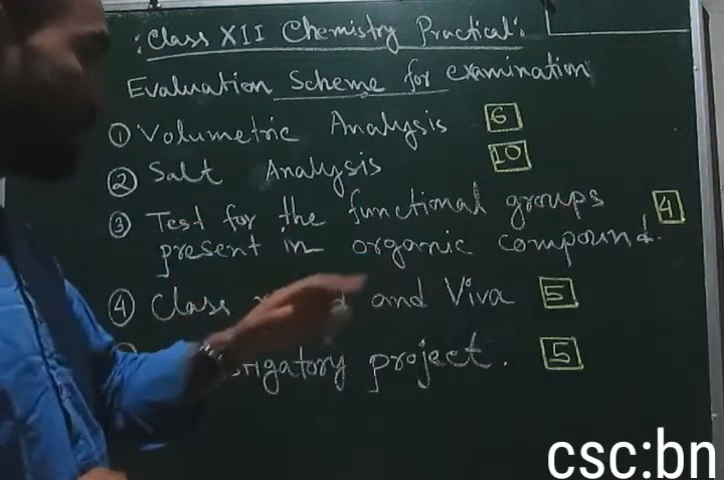 : Class XII Chemistry Practical :
Evaluation Scheme for examination
① Volumetric Analysis 6
② Salt Analysis 10
③ Test for the functional groups 4
present in organic compound.
④ Class and Viva 5
project. 5
csc:bn